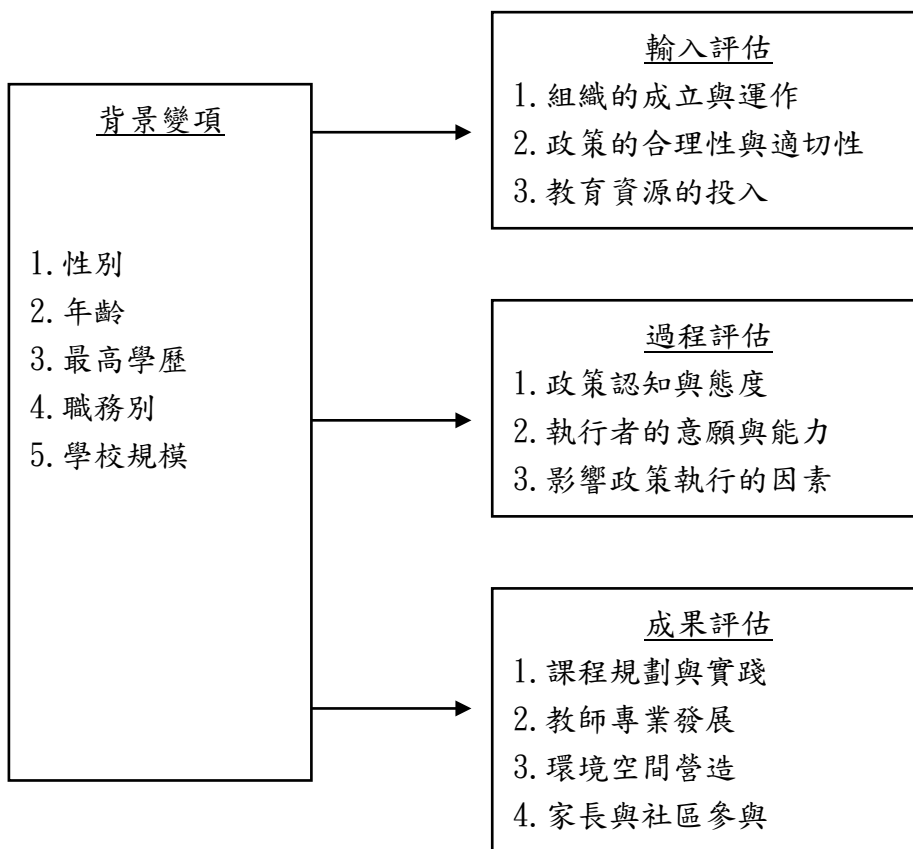 背景變項
1.性別
2.年齡
3.最高學歷
4.職務別
5.學校規模
輸入評估
1.組織的成立與運作
2.政策的合理性與適切性
3.教育資源的投入
過程評估
1.政策認知與態度
2.執行者的意願與能力
3.影響政策執行的因素
成果評估
1.課程規劃與實踐
2.教師專業發展
3.環境空間營造
4.家長與社區參與